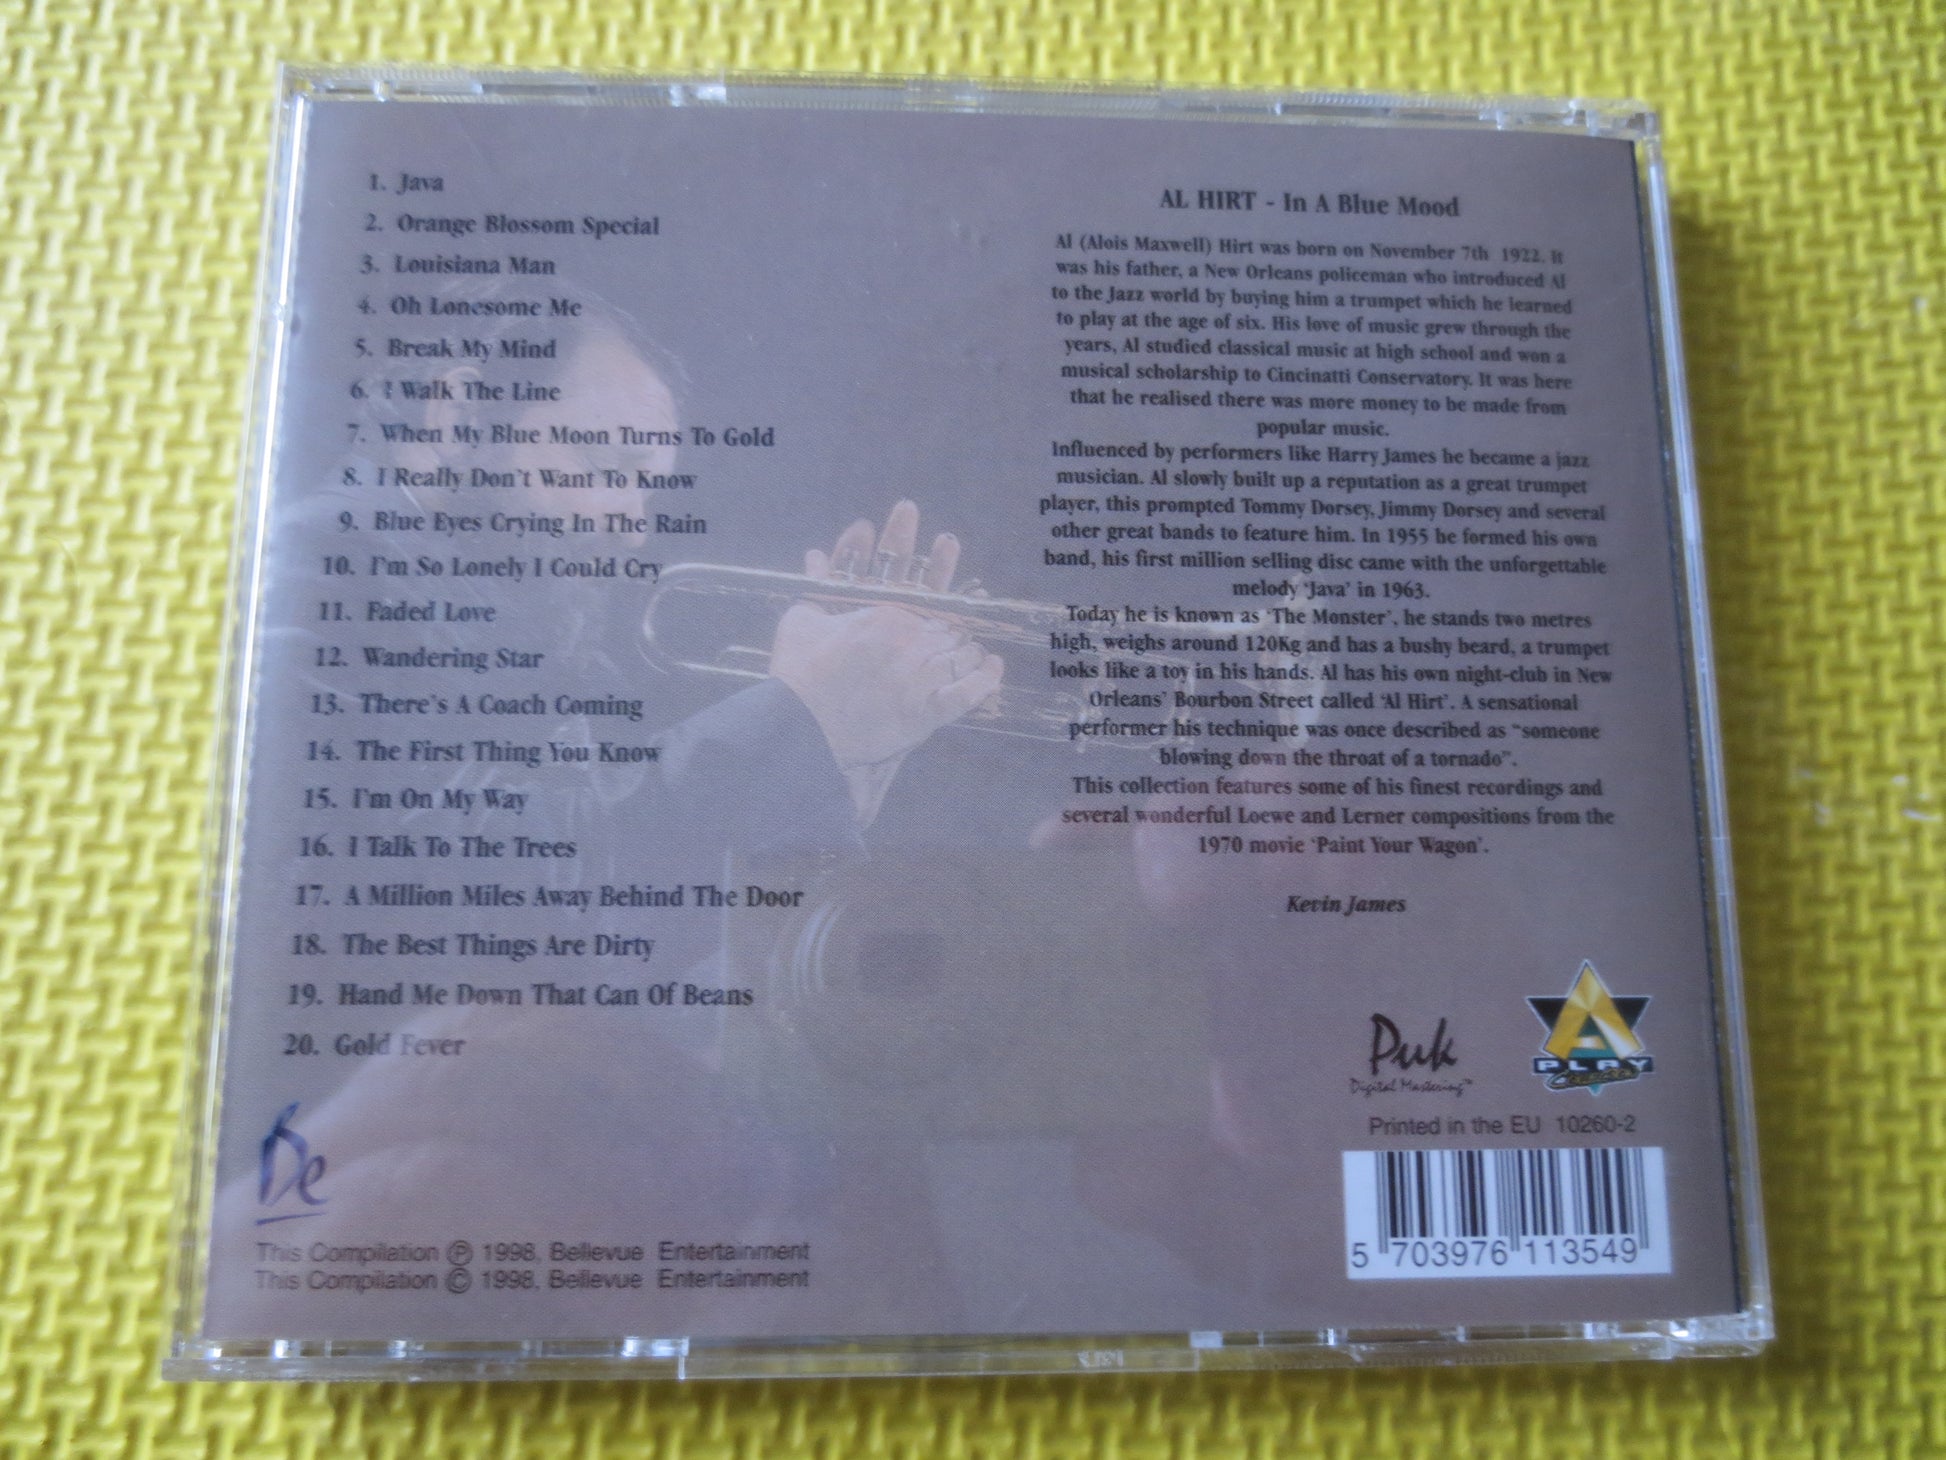 1. Java
2. Orange Blossom Special
3. Louisiana Man
4. Oh Lonesome Me
5. Break My Mind
6. I Walk The Line
7. When My Blue Moon Turns To Gold
8. I Really Don't Want To Know
9. Blue Eyes Crying In The Rain
10. I'm So Lonely I Could Cry
11. Faded Love
12. Wandering Star
13. There's A Coach Coming
14. The First Thing You Know
15. I'm On My Way
16. I Talk To The Trees
17. A Million Miles Away Behind The Door
18. The Best Things Are Dirty
19. Hand Me Down That Can Of Beans
20. Gold Fever
Be
This Compilation ℗ 1998, Bellevue Entertainment
This Compilation © 1998, Bellevue Entertainment
AL HIRT - In A Blue Mood
Al (Alois Maxwell) Hirt was born on November 7th 1922. It
was his father, a New Orleans policeman who introduced Al
to the Jazz world by buying him a trumpet which he learned
to play at the age of six. His love of music grew through the
years, Al studied classical music at high school and won a
musical scholarship to Cincinatti Conservatory. It was here
that he realised there was more money to be made from
popular music.
Influenced by performers like Harry James he became a jazz
musician. Al slowly built up a reputation as a great trumpet
player, this prompted Tommy Dorsey, Jimmy Dorsey and several
other great bands to feature him. In 1955 he formed his own
band, his first million selling disc came with the unforgettable
melody 'Java' in 1963.
Today he is known as 'The Monster', he stands two metres
high, weighs around 120Kg and has a bushy beard, a trumpet
looks like a toy in his hands. Al has his own night-club in New
Orleans' Bourbon Street called 'Al Hirt'. A sensational
performer his technique was once described as "someone
blowing down the throat of a tornado".
This collection features some of his finest recordings and
several wonderful Loewe and Lerner compositions from the
1970 movie 'Paint Your Wagon'.
Kevin James
Puk
Digital Mastering™
A
PLAY
Collection
Printed in the EU 10260-2
5 703976 113549